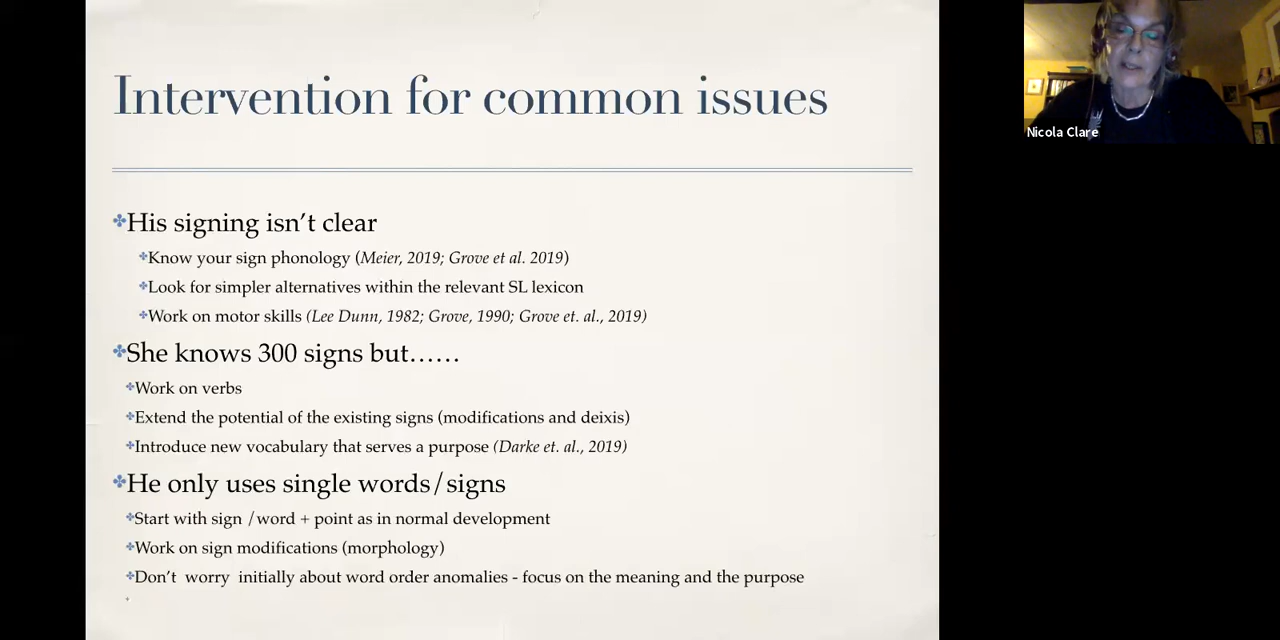 Intervention for common issues
Nicola Clare
His signing isn't clear
Know your sign phonology (Meier, 2019; Grove et al. 2019)
Look for simpler alternatives within the relevant SL lexicon
Work on motor skills (Lee Dunn, 1982; Grove, 1990; Grove et. al., 2019)
She knows 300 signs but……
Work on verbs
Extend the potential of the existing signs (modifications and deixis)
Introduce new vocabulary that serves a purpose (Darke et. al., 2019)
He only uses single words/signs
Start with sign /word + point as in normal development
Work on sign modifications (morphology)
Don't worry initially about word order anomalies - focus on the meaning and the purpose